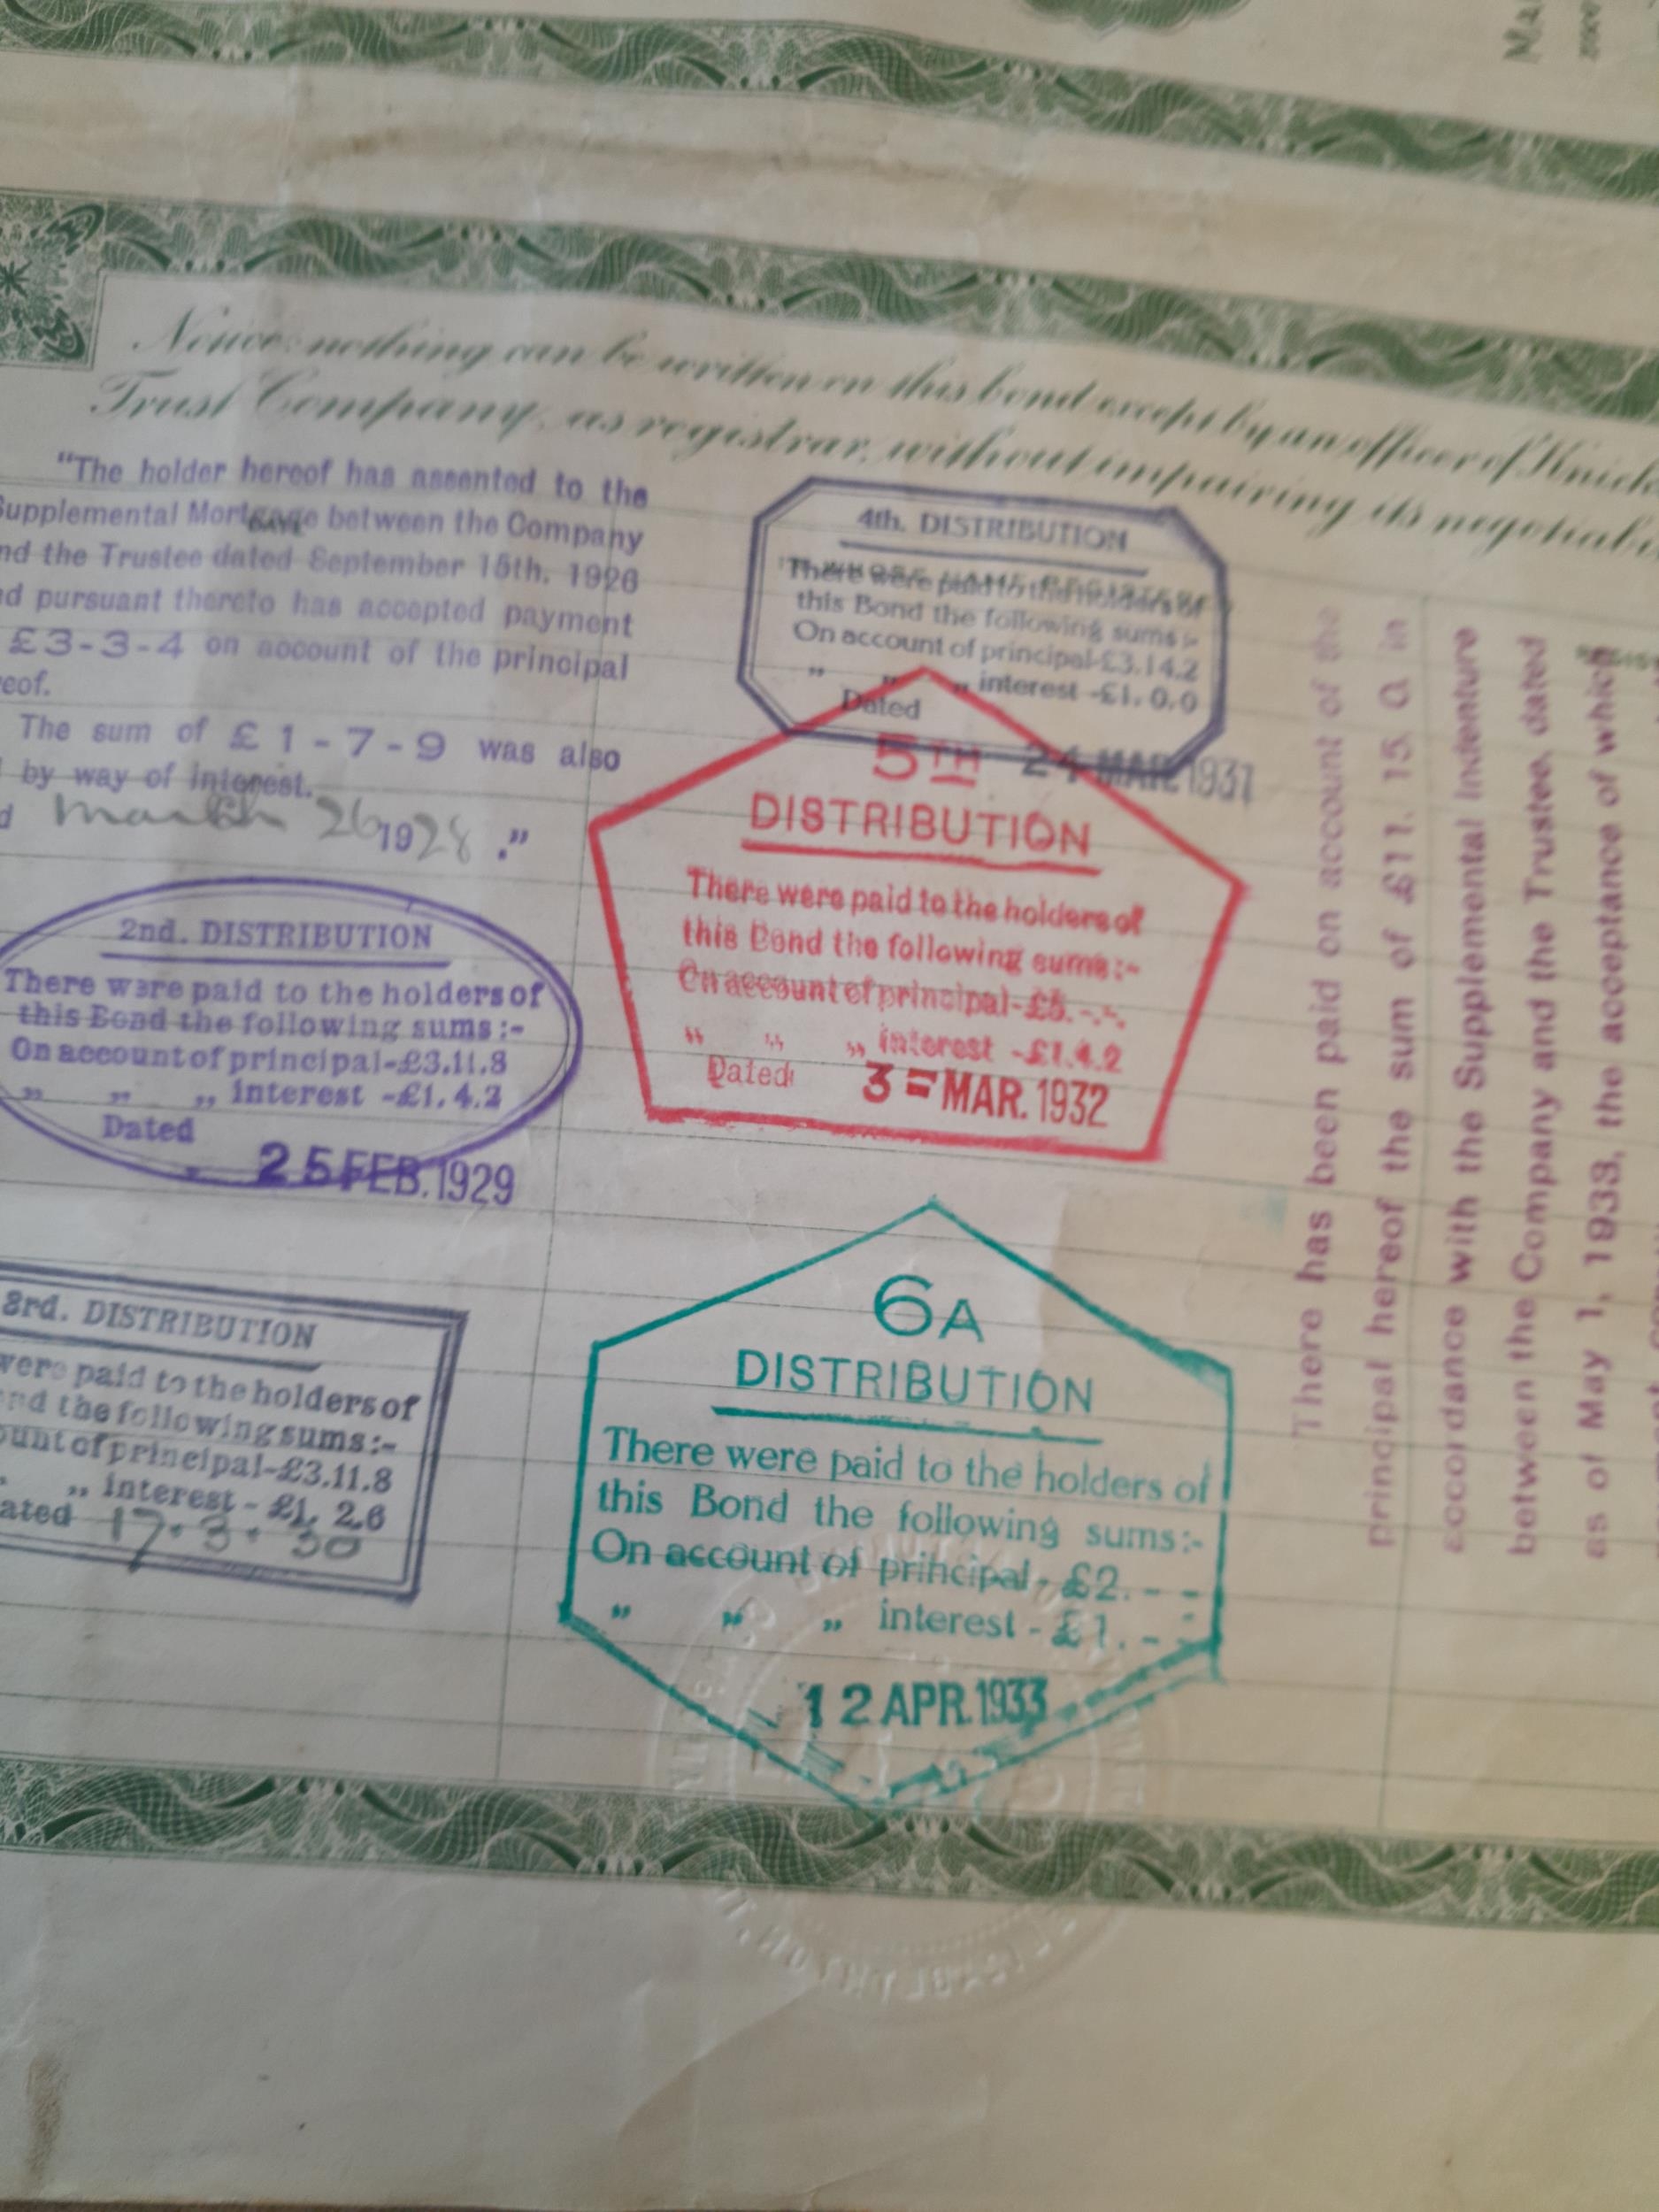 Notice: nothing can be written on this bond except by an officer of
Trust Company, as registrar, without impairing its
"The holder hereof has assented to the
Supplemental Mortgage between the Company
the Trustee dated September 15th, 1926
pursuant thereto has accepted payment
£3-3-4 on account of the principal
The sum of £1-7-9 was also
by way of interest.
March 26 1928."
2nd. DISTRIBUTION
There were paid to the holders of
this Bond the following sums:-
On account of principal-£3.11.8
„ „ „ interest -£1.4.2
Dated
25 FEB. 1929
3rd. DISTRIBUTION
were paid to the holders of
the following sums:-
of principal-£3.11.8
„ interest - £1. 2.6
17.3.30
4th. DISTRIBUTION
There were paid to the holders of
this Bond the following sums:-
On account of principal-£3.14.2
„ „ „ interest -£1.0.0
Dated
24 MAR 1931
5TH
DISTRIBUTION
There were paid to the holders of
this Bond the following sums:-
On account of principal-£5.-.-.
„ „ „ interest -£1.4.2
Dated 3 = MAR. 1932
6A
DISTRIBUTION
There were paid to the holders of
this Bond the following sums:-
On account of principal - £2. - -
„ „ „ interest - £1. - -
12 APR. 1933
There has been paid on account of the
principal hereof the sum of £11. 15. 0. in
accordance with the Supplemental Indenture
between the Company and the Trustee, dated
as of May 1, 1933, the acceptance of which